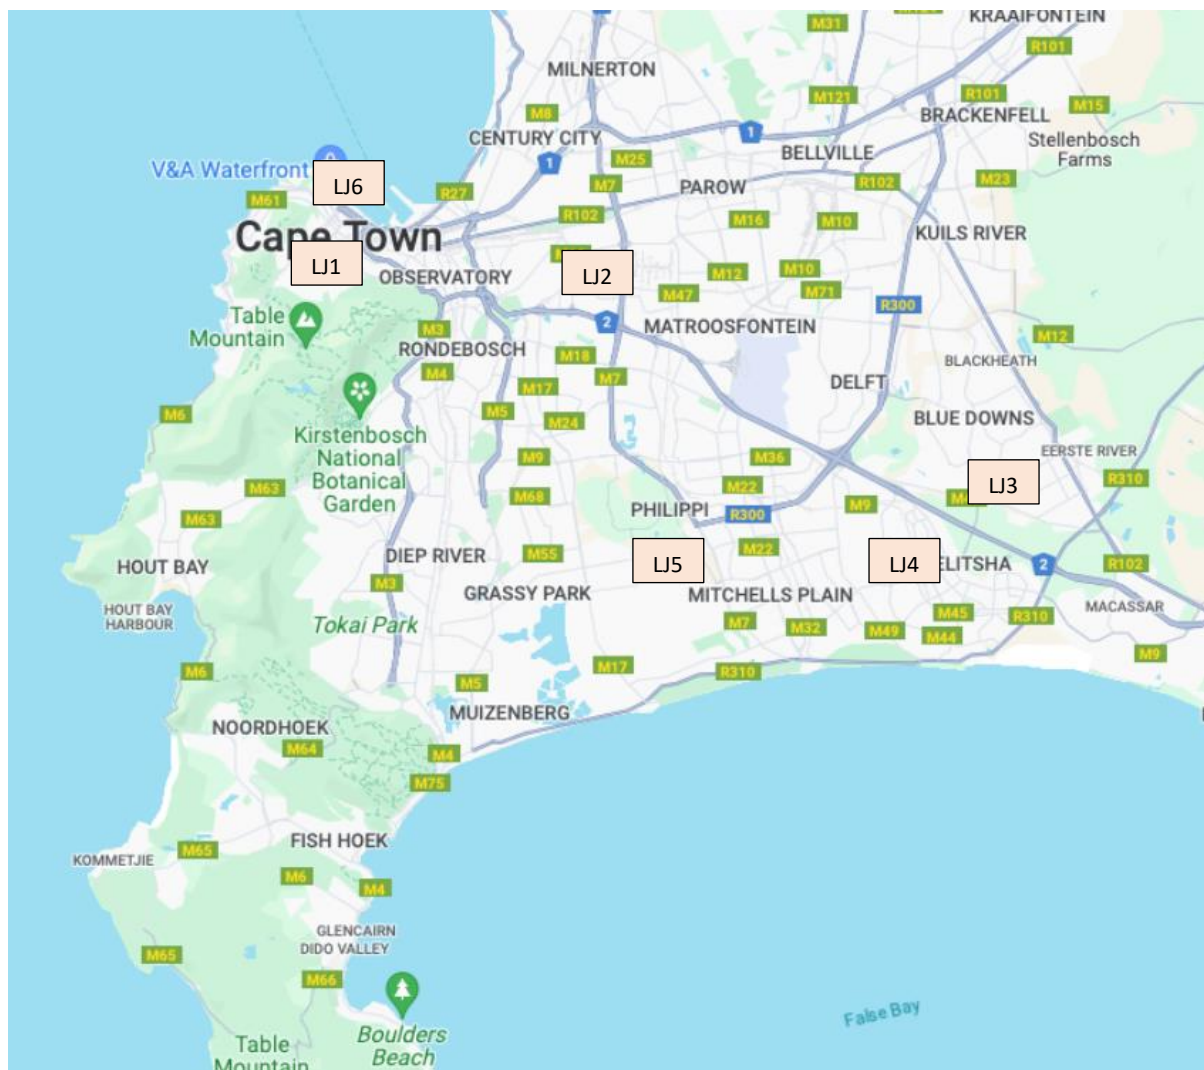 KRAAIFONTEIN
M31
R101
MILNERTON
M121
R101
M15
M8
BRACKENFELL
CENTURY CITY
1
Stellenbosch
Farms
BELLVILLE
1
M25
V&A Waterfront
LJ6
M7
PAROW
R102
M23
M61
R27
R102
M16
M10
Cape Town
KUILS RIVER
LJ1
OBSERVATORY
LJ2
M12
M10
M47
M71
R300
Table
Mountain
M3
2
MATROOSFONTEIN
M12
RONDEBOSCH
M18
BLACKHEATH
M4
M17
M7
DELFT
M6
M5
M24
BLUE DOWNS
Kirstenbosch
National
Botanical
Garden
M9
M36
EERSTE RIVER
M63
M68
M22
LJ3
R310
M63
PHILIPPI
R300
M9
HOUT BAY
DIEP RIVER
M55
LJ5
M22
LJ4
ELITSHA
2
R102
M3
GRASSY PARK
MITCHELLS PLAIN
HOUT BAY
HARBOUR
Tokai Park
M7
M32
M49
M45
M44
R310
MACASSAR
M6
M5
M17
R310
M9
NOORDHOEK
MUIZENBERG
M64
M4
M75
KOMMETJIE
M65
FISH HOEK
M6
M4
GLENCAIRN
DIDO VALLEY
M65
M66
False Bay
Table
Mountain
Boulders
Beach